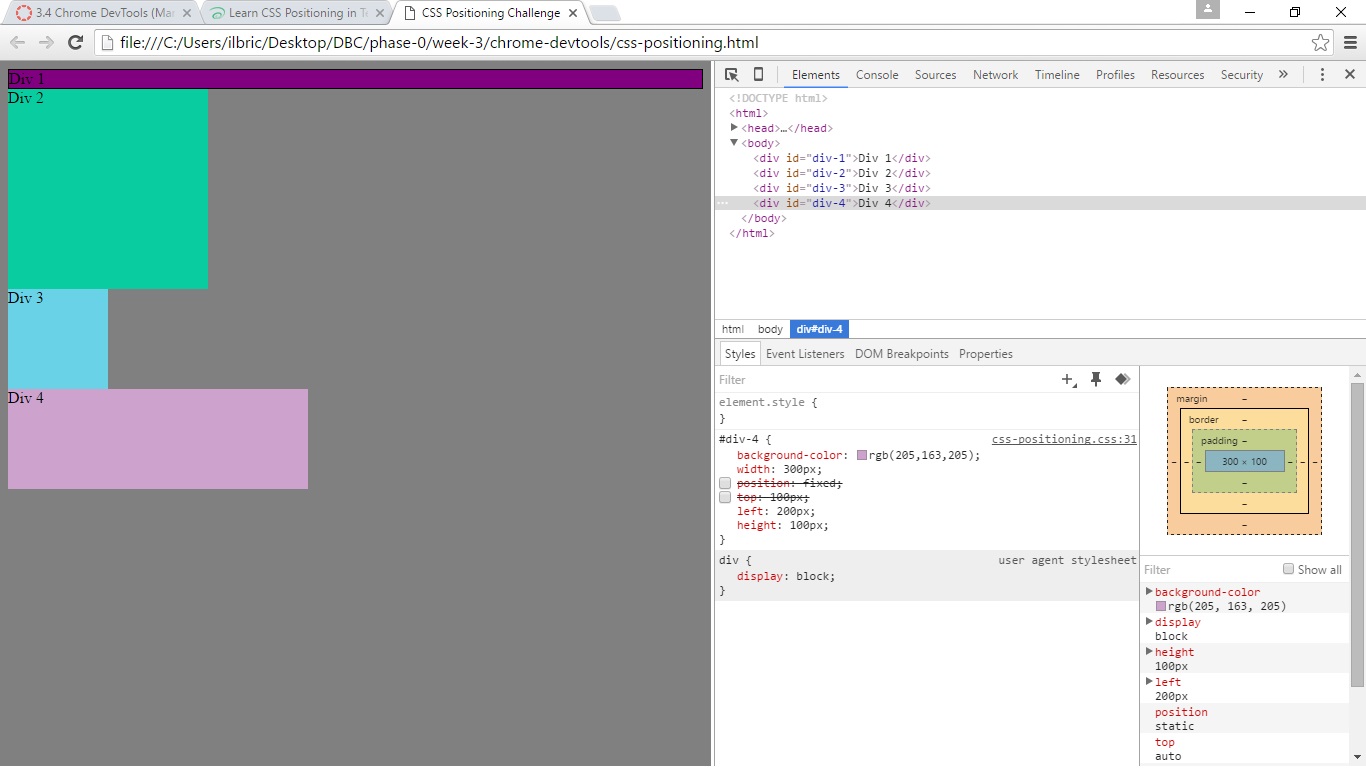 3.4 Chrome DevTools (Ma
Learn CSS Positioning in Te
CSS Positioning Challenge
file:///C:/Users/ilbric/Desktop/DBC/phase-0/week-3/chrome-devtools/css-positioning.html
Div 1
Div 2
Div 3
Div 4
Elements Console Sources Network Timeline Profiles Resources Security »
<!DOCTYPE html>
<html>
<head>…</head>
<body>
<div id="div-1">Div 1</div>
<div id="div-2">Div 2</div>
<div id="div-3">Div 3</div>
<div id="div-4">Div 4</div>
</body>
</html>
html body div#div-4
Styles Event Listeners DOM Breakpoints Properties
Filter
element.style {
}
#div-4 { css-positioning.css:31
background-color: rgb(205,163,205);
width: 300px;
position: fixed;
top: 100px;
left: 200px;
height: 100px;
}
div { user agent stylesheet
display: block;
}
margin –
border –
padding –
– – – 300 × 100 – – –
–
–
–
Filter Show all
background-color
rgb(205, 163, 205)
display
block
height
100px
left
200px
position
static
top
auto